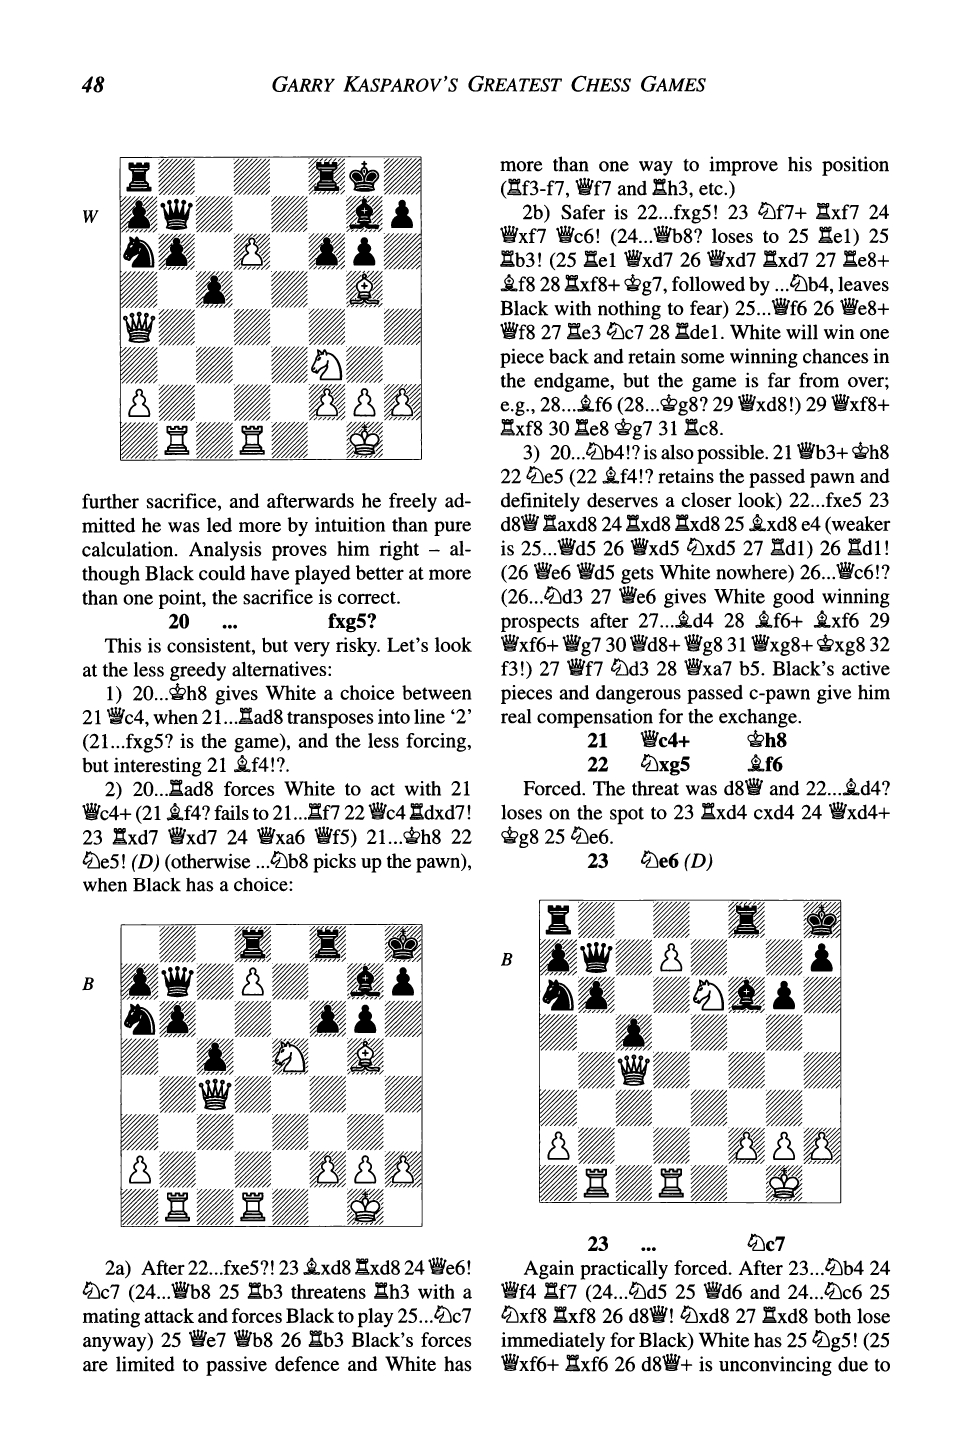 48
GARRY KASPAROV'S GREATEST CHESS GAMES
W
further sacrifice, and afterwards he freely ad-
mitted he was led more by intuition than pure
calculation. Analysis proves him right – al-
though Black could have played better at more
than one point, the sacrifice is correct.
20 ... fxg5?
This is consistent, but very risky. Let's look
at the less greedy alternatives:
1) 20...♔h8 gives White a choice between
21 ♕c4, when 21...♖ad8 transposes into line '2'
(21...fxg5? is the game), and the less forcing,
but interesting 21 ♗f4!?.
2) 20...♖ad8 forces White to act with 21
♕c4+ (21 ♗f4? fails to 21...♖f7 22 ♕c4 ♖dxd7!
23 ♖xd7 ♕xd7 24 ♕xa6 ♕f5) 21...♔h8 22
♘e5! (D) (otherwise ...♘b8 picks up the pawn),
when Black has a choice:
B
2a) After 22...fxe5?! 23 ♗xd8 ♖xd8 24 ♕e6!
♘c7 (24...♕b8 25 ♖b3 threatens ♖h3 with a
mating attack and forces Black to play 25...♘c7
anyway) 25 ♕e7 ♕b8 26 ♖b3 Black's forces
are limited to passive defence and White has
more than one way to improve his position
(♖f3-f7, ♕f7 and ♖h3, etc.)
2b) Safer is 22...fxg5! 23 ♘f7+ ♖xf7 24
♕xf7 ♕c6! (24...♕b8? loses to 25 ♖e1) 25
♖b3! (25 ♖e1 ♕xd7 26 ♕xd7 ♖xd7 27 ♖e8+
♗f8 28 ♖xf8+ ♔g7, followed by ...♘b4, leaves
Black with nothing to fear) 25...♕f6 26 ♕e8+
♕f8 27 ♖e3 ♘c7 28 ♖de1. White will win one
piece back and retain some winning chances in
the endgame, but the game is far from over;
e.g., 28...♗f6 (28...♔g8? 29 ♕xd8!) 29 ♕xf8+
♖xf8 30 ♖e8 ♔g7 31 ♖c8.
3) 20...♘b4!? is also possible. 21 ♕b3+ ♔h8
22 ♘e5 (22 ♗f4!? retains the passed pawn and
definitely deserves a closer look) 22...fxe5 23
d8♕ ♖axd8 24 ♖xd8 ♖xd8 25 ♗xd8 e4 (weaker
is 25...♕d5 26 ♕xd5 ♘xd5 27 ♖d1) 26 ♖d1!
(26 ♕e6 ♕d5 gets White nowhere) 26...♕c6!?
(26...♘d3 27 ♕e6 gives White good winning
prospects after 27...♗d4 28 ♗f6+ ♗xf6 29
♕xf6+ ♕g7 30 ♕d8+ ♕g8 31 ♕xg8+ ♔xg8 32
f3!) 27 ♕f7 ♘d3 28 ♕xa7 b5. Black's active
pieces and dangerous passed c-pawn give him
real compensation for the exchange.
21 ♕c4+ ♔h8
22 ♘xg5 ♗f6
Forced. The threat was d8♕ and 22...♗d4?
loses on the spot to 23 ♖xd4 cxd4 24 ♕xd4+
♔g8 25 ♘e6.
23 ♘e6 (D)
B
23 ... ♘c7
Again practically forced. After 23...♘b4 24
♕f4 ♖f7 (24...♘d5 25 ♕d6 and 24...♘c6 25
♘xf8 ♖xf8 26 d8♕! ♘xd8 27 ♖xd8 both lose
immediately for Black) White has 25 ♘g5! (25
♕xf6+ ♖xf6 26 d8♕+ is unconvincing due to